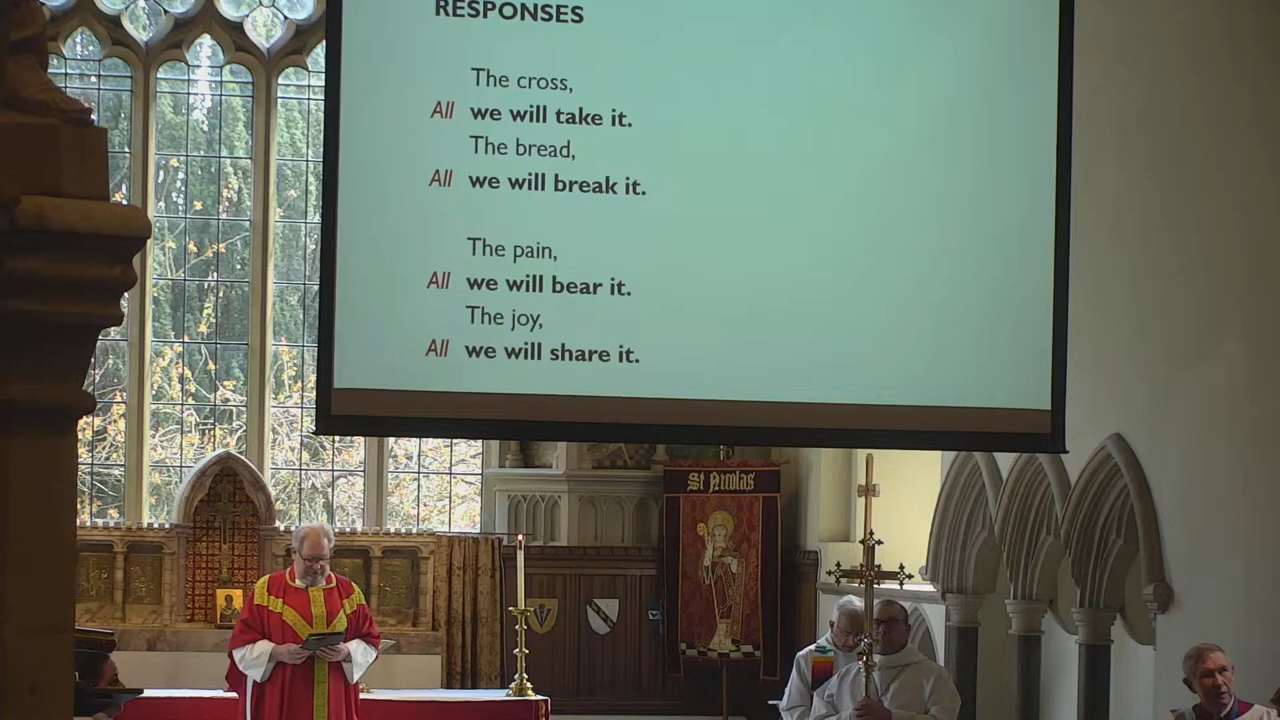 RESPONSES
The cross,
All we will take it.
The bread,
All we will break it.
The pain,
All we will bear it.
The joy,
All we will share it.
St Nicolas